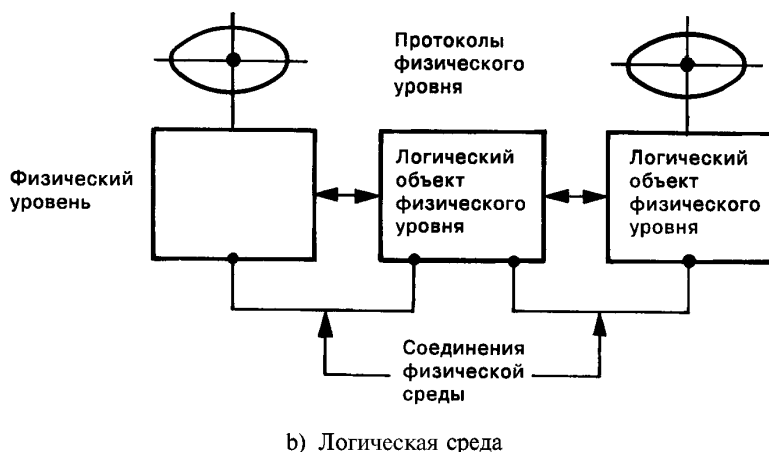 Протоколы
физического
уровня
Физический
уровень
Логический
объект
физического
уровня
Логический
объект
физического
уровня
Соединения
физической
среды
b) Логическая среда